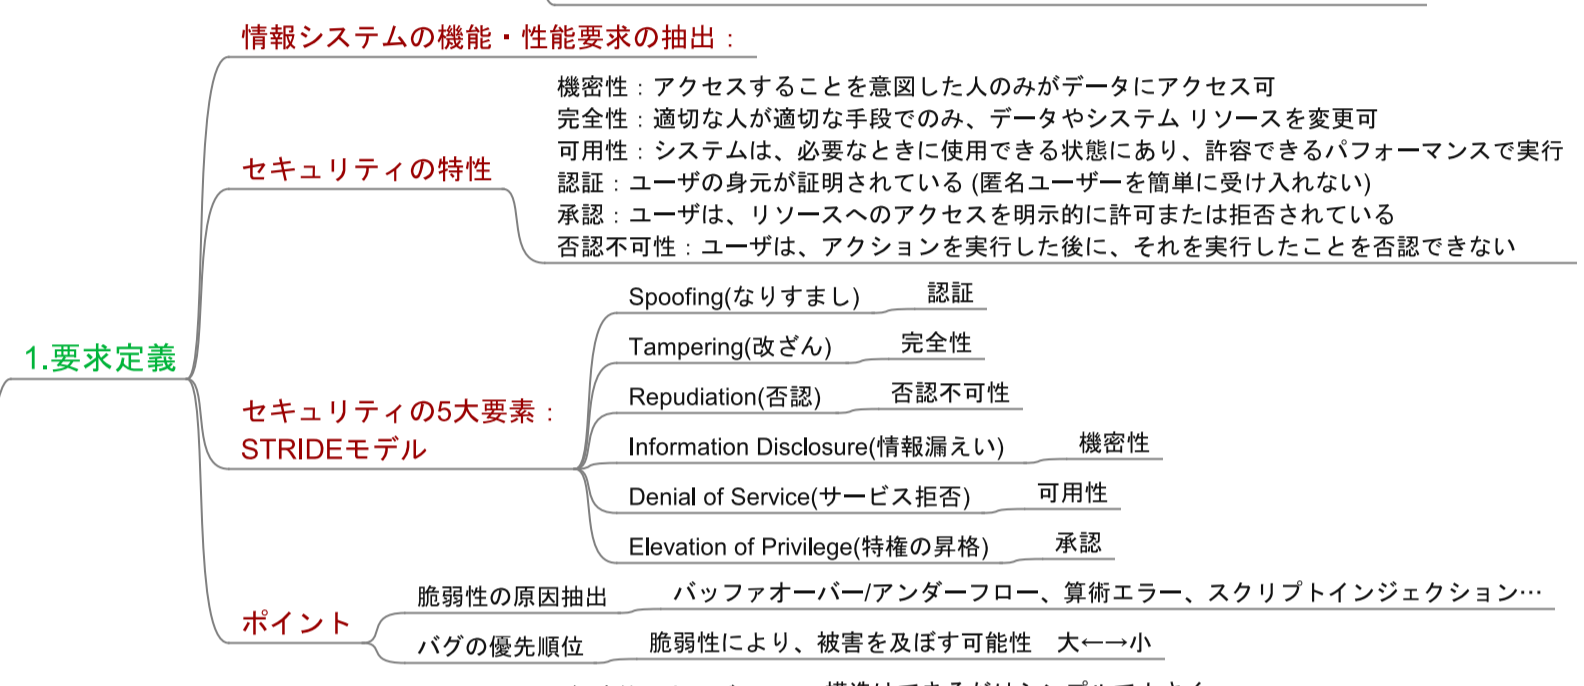 情報システムの機能・性能要求の抽出：
機密性：アクセスすることを意図した人のみがデータにアクセス可
完全性：適切な人が適切な手段でのみ、データやシステム リソースを変更可
可用性：システムは、必要なときに使用できる状態にあり、許容できるパフォーマンスで実行
セキュリティの特性
認証：ユーザの身元が証明されている (匿名ユーザーを簡単に受け入れない)
承認：ユーザは、リソースへのアクセスを明示的に許可または拒否されている
否認不可性：ユーザは、アクションを実行した後に、それを実行したことを否認できない
1.要求定義
セキュリティの5大要素：
STRIDEモデル
Spoofing(なりすまし) 認証
Tampering(改ざん) 完全性
Repudiation(否認) 否認不可性
Information Disclosure(情報漏えい) 機密性
Denial of Service(サービス拒否) 可用性
Elevation of Privilege(特権の昇格) 承認
ポイント
脆弱性の原因抽出 バッファオーバー/アンダーフロー、算術エラー、スクリプトインジェクション…
バグの優先順位 脆弱性により、被害を及ぼす可能性　大←→小